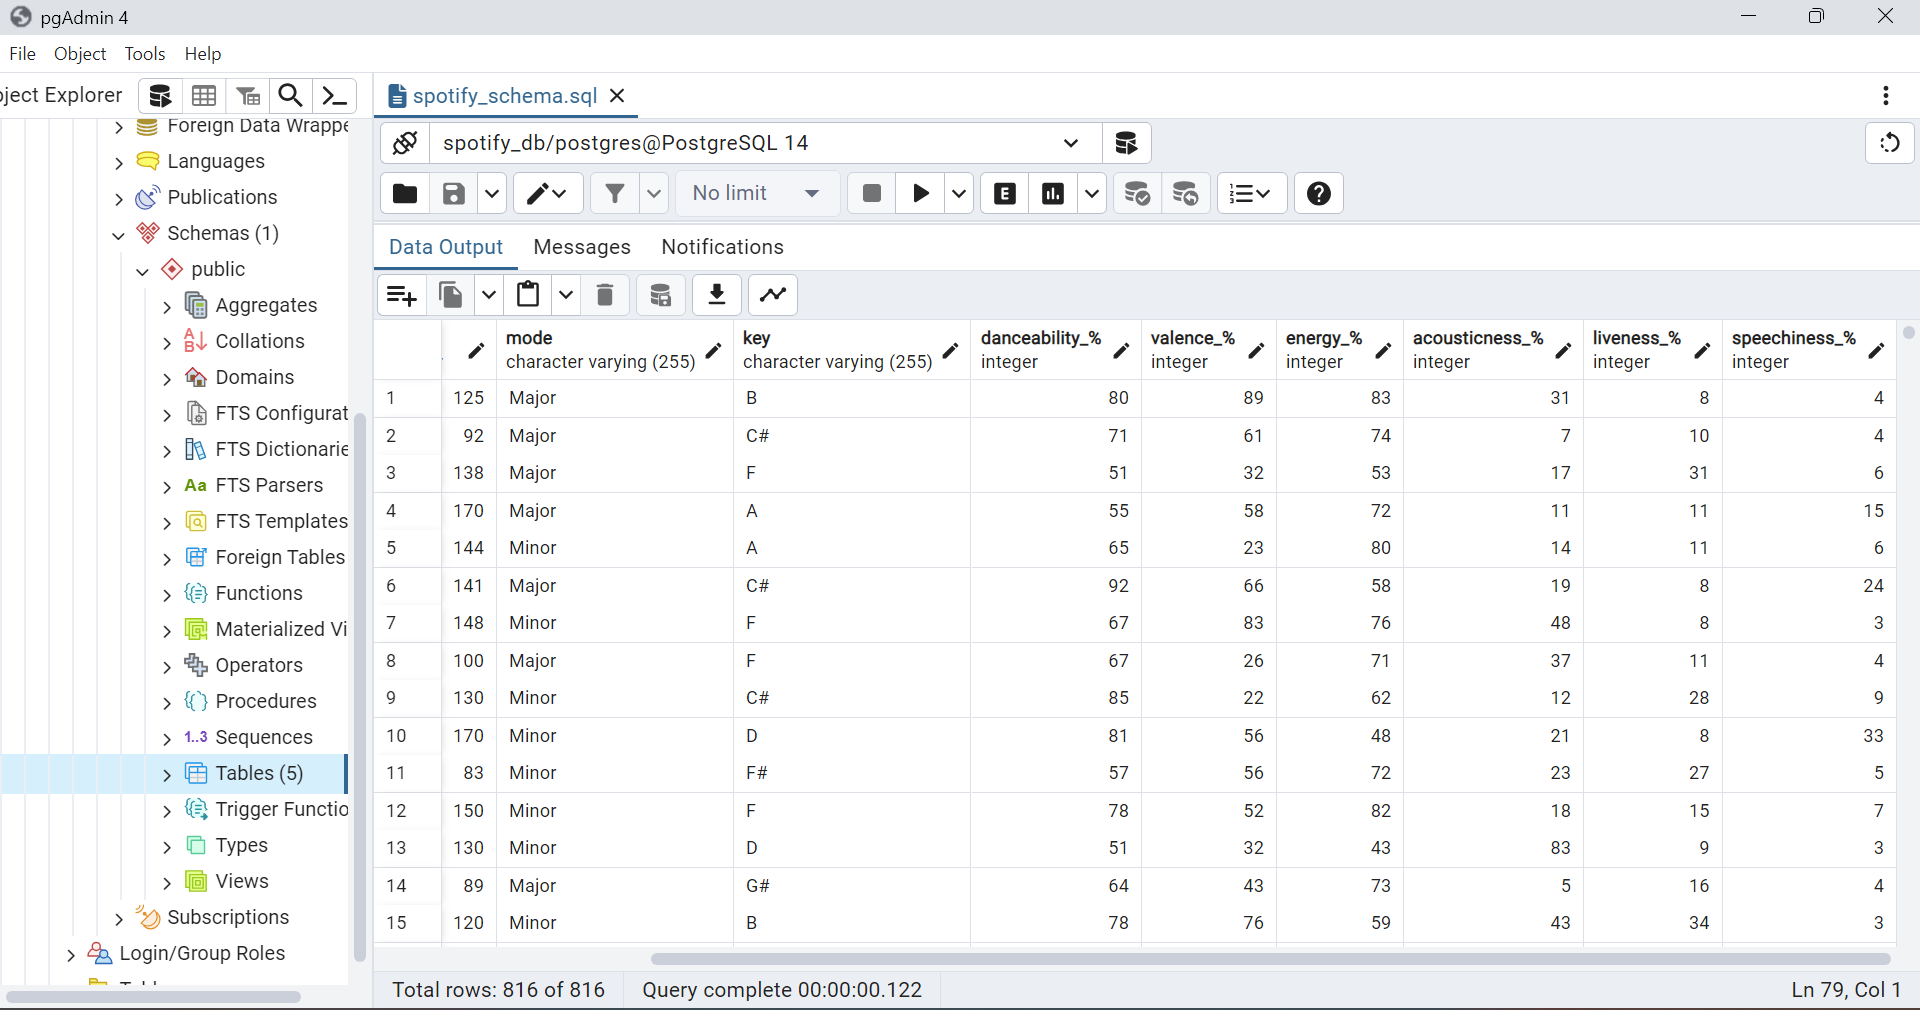 pgAdmin 4
File Object Tools Help
ject Explorer
spotify_schema.sql
spotify_db/postgres@PostgreSQL 14
No limit
E
Data Output Messages Notifications
Foreign Data Wrappe
Languages
Publications
Schemas (1)
public
Aggregates
Collations
Domains
FTS Configurat
FTS Dictionarie
Aa FTS Parsers
FTS Templates
Foreign Tables
Functions
Materialized Vi
Operators
Procedures
1..3 Sequences
Tables (5)
Trigger Functio
Types
Views
Subscriptions
Login/Group Roles
mode key danceability_% valence_% energy_% acousticness_% liveness_% speechiness_%
character varying (255) character varying (255) integer integer integer integer integer integer
1 125 Major B 80 89 83 31 8 4
2 92 Major C# 71 61 74 7 10 4
3 138 Major F 51 32 53 17 31 6
4 170 Major A 55 58 72 11 11 15
5 144 Minor A 65 23 80 14 11 6
6 141 Major C# 92 66 58 19 8 24
7 148 Minor F 67 83 76 48 8 3
8 100 Major F 67 26 71 37 11 4
9 130 Minor C# 85 22 62 12 28 9
10 170 Minor D 81 56 48 21 8 33
11 83 Minor F# 57 56 72 23 27 5
12 150 Minor F 78 52 82 18 15 7
13 130 Minor D 51 32 43 83 9 3
14 89 Major G# 64 43 73 5 16 4
15 120 Minor B 78 76 59 43 34 3
Total rows: 816 of 816 Query complete 00:00:00.122 Ln 79, Col 1